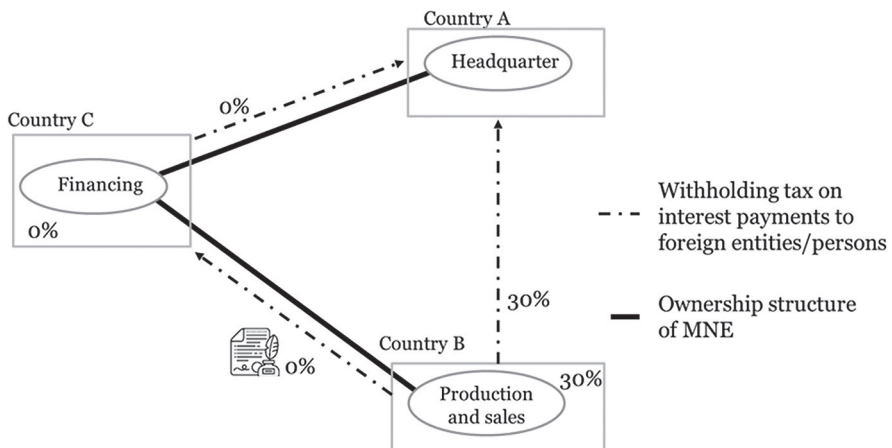 Country A
Headquarter
0%
Country C
Financing
0%
Withholding tax on
interest payments to
foreign entities/persons
30%
Ownership structure
of MNE
Country B
0%
30%
Production
and sales